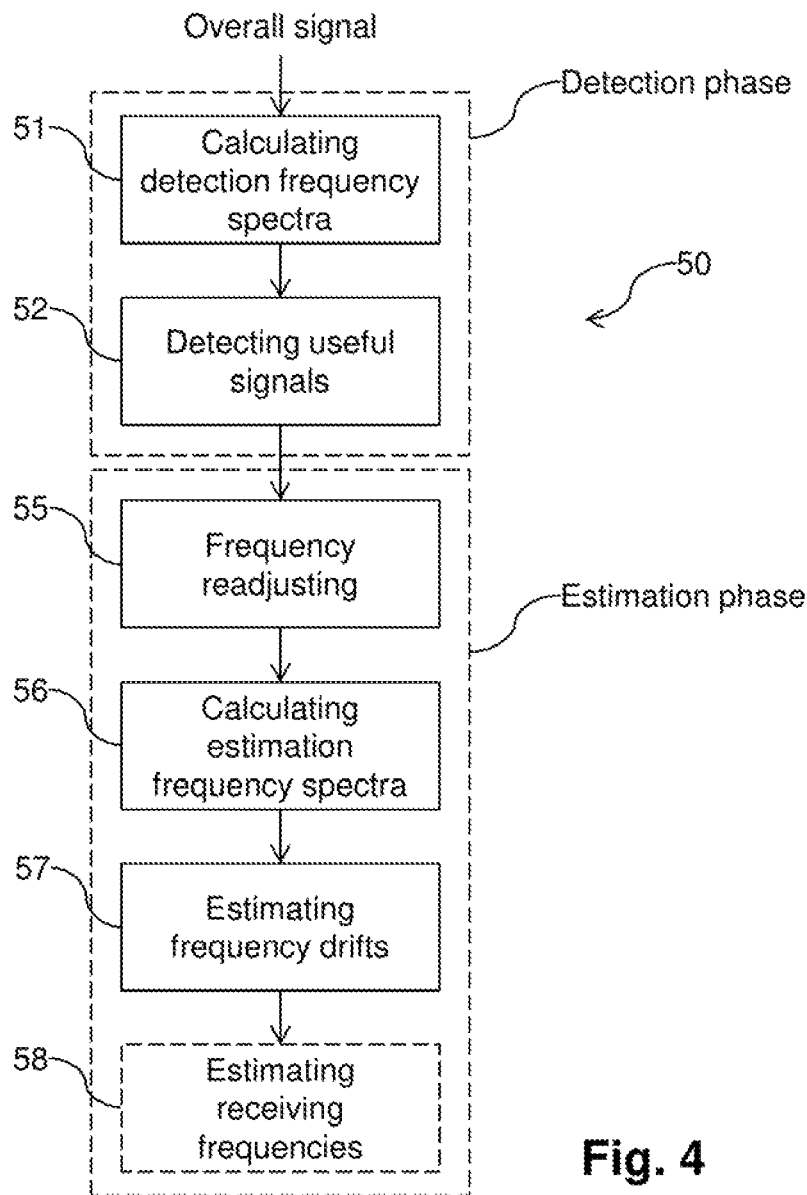 Overall signal
Detection phase
51
Calculating
detection frequency
spectra
50
52
Detecting useful
signals
55
Frequency
readjusting
Estimation phase
56
Calculating
estimation
frequency spectra
57
Estimating
frequency drifts
58
Estimating
receiving
frequencies
Fig. 4